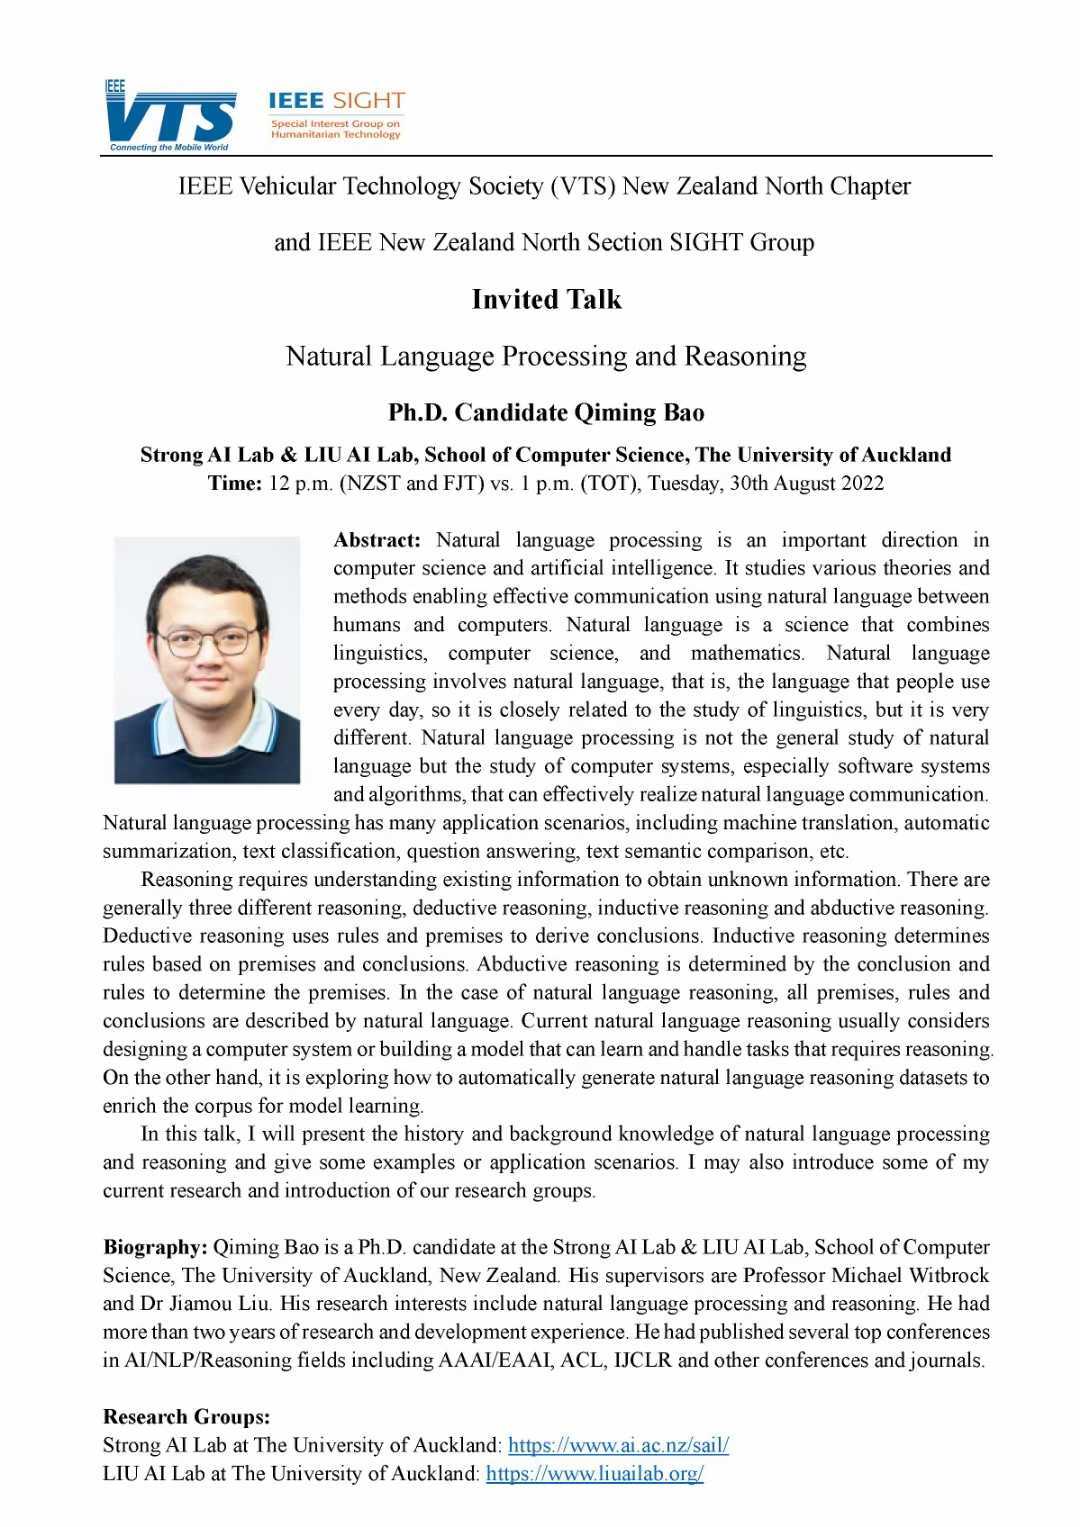 IEEE
VTS
Connecting the Mobile World
IEEE SIGHT
Special Interest Group on
Humanitarian Technology
IEEE Vehicular Technology Society (VTS) New Zealand North Chapter
and IEEE New Zealand North Section SIGHT Group
Invited Talk
Natural Language Processing and Reasoning
Ph.D. Candidate Qiming Bao
Strong AI Lab & LIU AI Lab, School of Computer Science, The University of Auckland
Time: 12 p.m. (NZST and FJT) vs. 1 p.m. (TOT), Tuesday, 30th August 2022
Abstract: Natural language processing is an important direction in
computer science and artificial intelligence. It studies various theories and
methods enabling effective communication using natural language between
humans and computers. Natural language is a science that combines
linguistics, computer science, and mathematics. Natural language
processing involves natural language, that is, the language that people use
every day, so it is closely related to the study of linguistics, but it is very
different. Natural language processing is not the general study of natural
language but the study of computer systems, especially software systems
and algorithms, that can effectively realize natural language communication.
Natural language processing has many application scenarios, including machine translation, automatic
summarization, text classification, question answering, text semantic comparison, etc.
Reasoning requires understanding existing information to obtain unknown information. There are
generally three different reasoning, deductive reasoning, inductive reasoning and abductive reasoning.
Deductive reasoning uses rules and premises to derive conclusions. Inductive reasoning determines
rules based on premises and conclusions. Abductive reasoning is determined by the conclusion and
rules to determine the premises. In the case of natural language reasoning, all premises, rules and
conclusions are described by natural language. Current natural language reasoning usually considers
designing a computer system or building a model that can learn and handle tasks that requires reasoning.
On the other hand, it is exploring how to automatically generate natural language reasoning datasets to
enrich the corpus for model learning.
In this talk, I will present the history and background knowledge of natural language processing
and reasoning and give some examples or application scenarios. I may also introduce some of my
current research and introduction of our research groups.
Biography: Qiming Bao is a Ph.D. candidate at the Strong AI Lab & LIU AI Lab, School of Computer
Science, The University of Auckland, New Zealand. His supervisors are Professor Michael Witbrock
and Dr Jiamou Liu. His research interests include natural language processing and reasoning. He had
more than two years of research and development experience. He had published several top conferences
in AI/NLP/Reasoning fields including AAAI/EAAI, ACL, IJCLR and other conferences and journals.
Research Groups:
Strong AI Lab at The University of Auckland: https://www.ai.ac.nz/sail/
LIU AI Lab at The University of Auckland: https://www.liuailab.org/